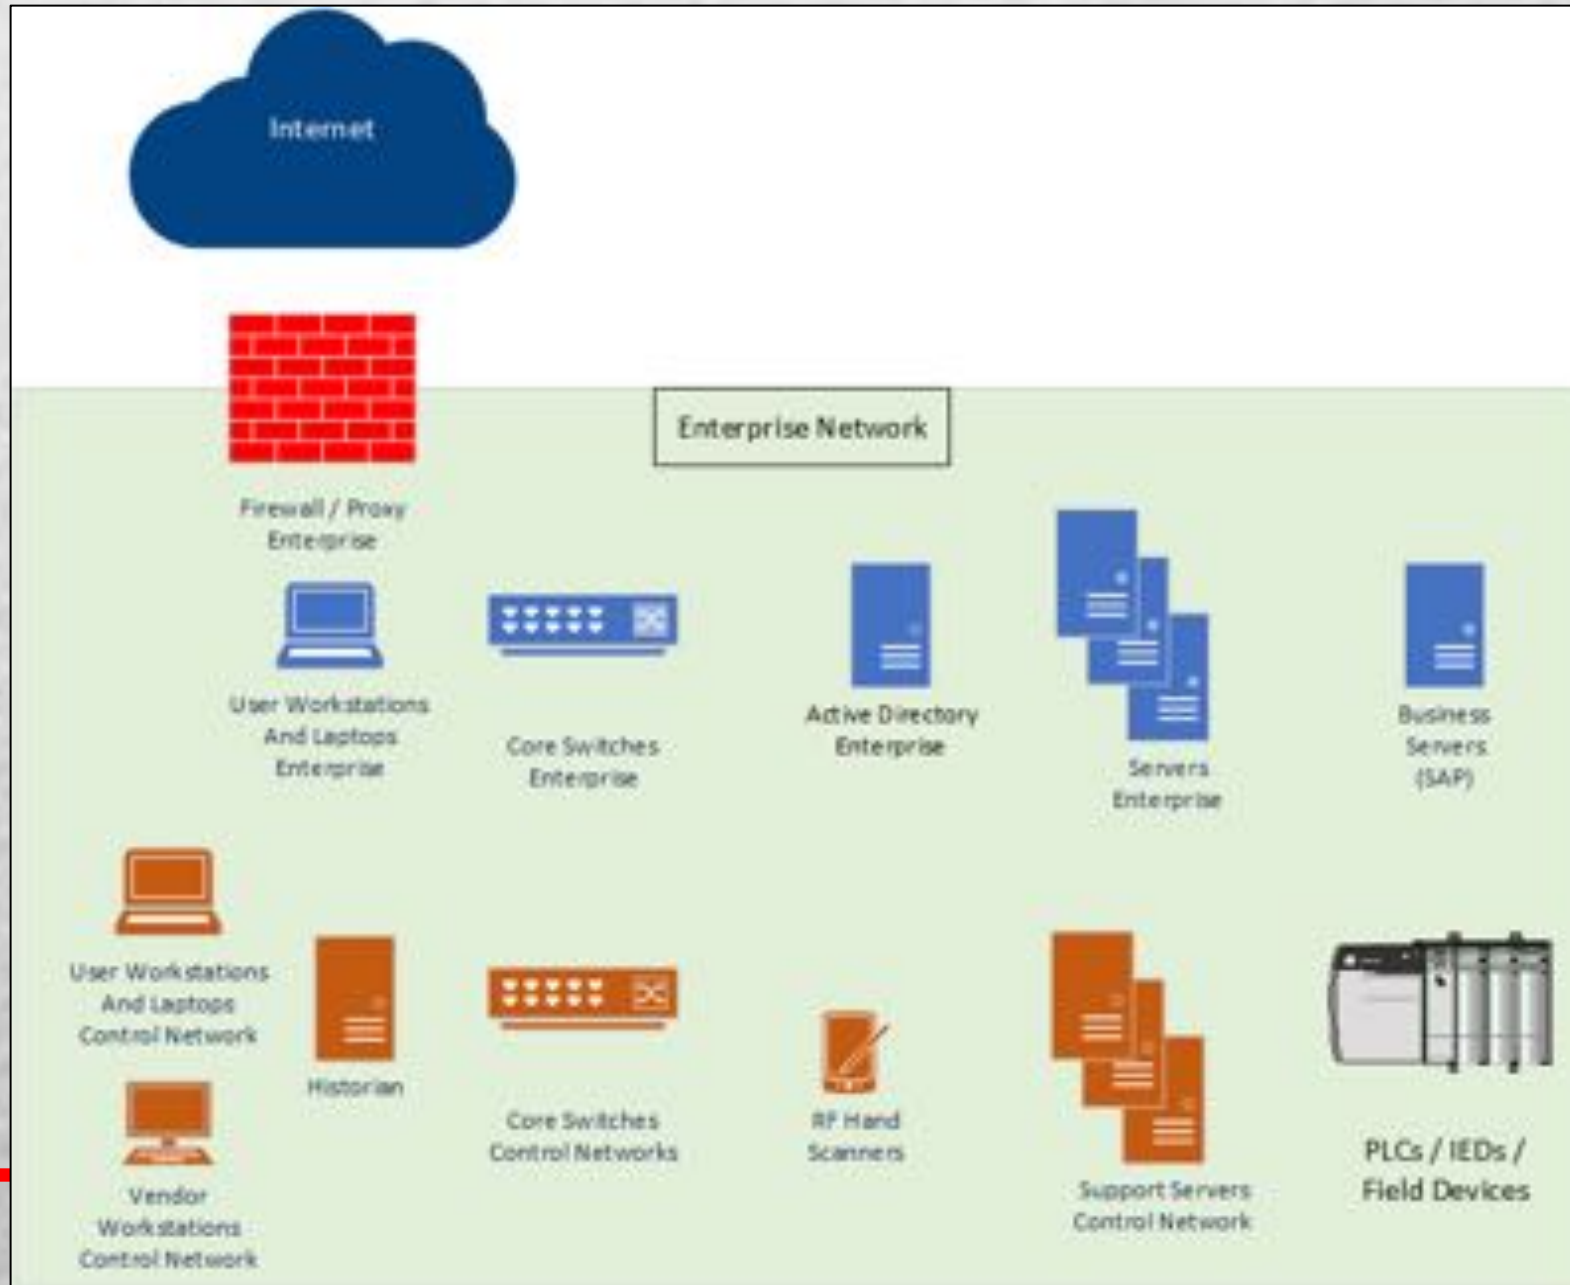 Internet
Enterprise Network
Firewall / Proxy
Enterprise
User Workstations
And Laptops
Enterprise
Core Switches
Enterprise
Active Directory
Enterprise
Servers
Enterprise
Business
Servers
(SAP)
User Workstations
And Laptops
Control Network
Historian
Core Switches
Control Networks
RF Hand
Scanners
Support Servers
Control Network
PLCs / IEDs /
Field Devices
Vendor
Workstations
Control Network